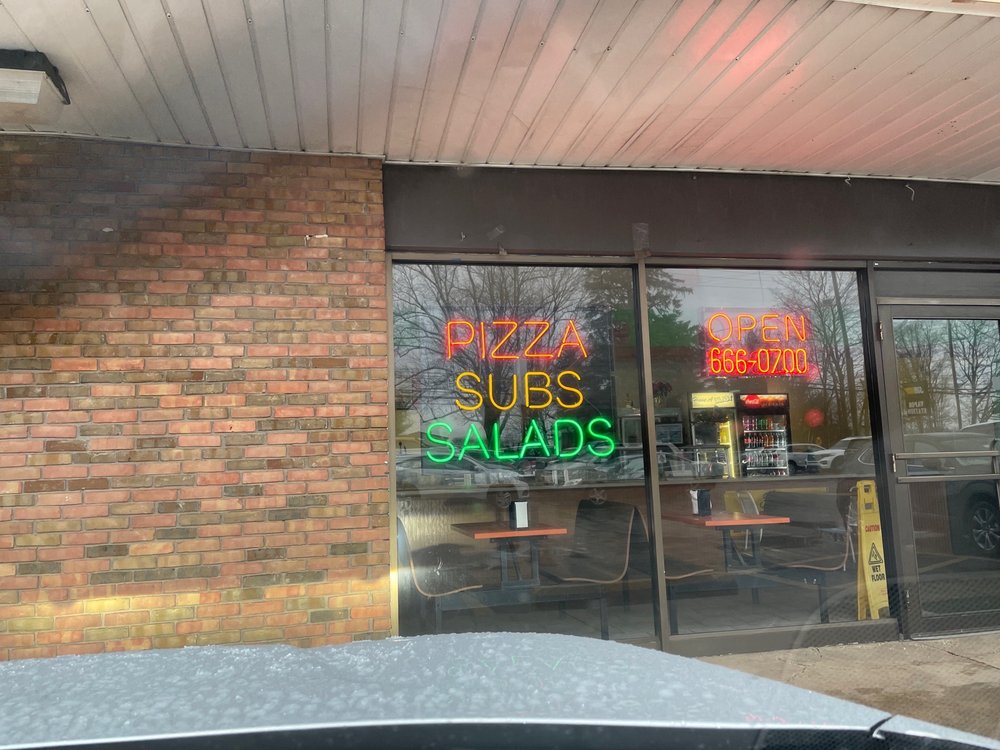 PIZZA
SUBS
SALADS
OPEN
666-0700
CAUTION
WET
FLOOR